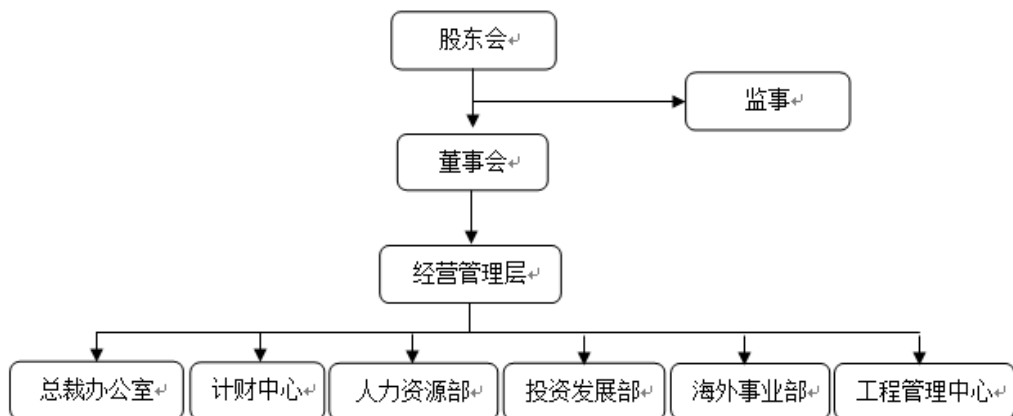 股东会
监事
董事会
经营管理层
总裁办公室
计财中心
人力资源部
投资发展部
海外事业部
工程管理中心